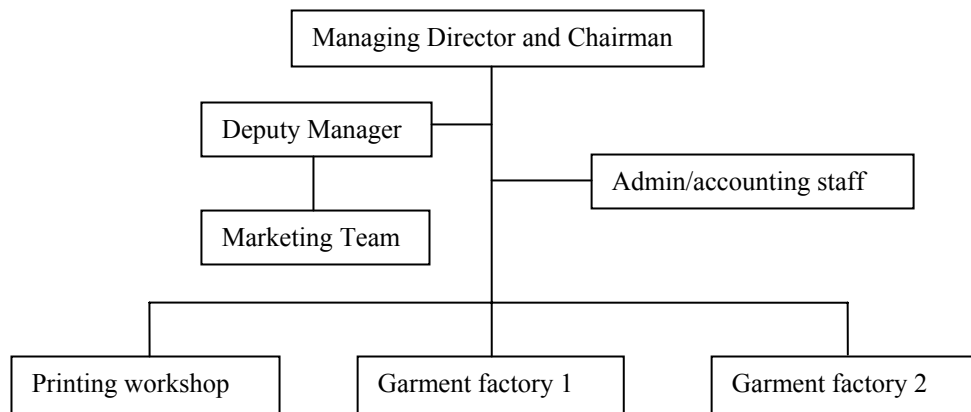 Managing Director and Chairman
Deputy Manager
Admin/accounting staff
Marketing Team
Printing workshop
Garment factory 1
Garment factory 2